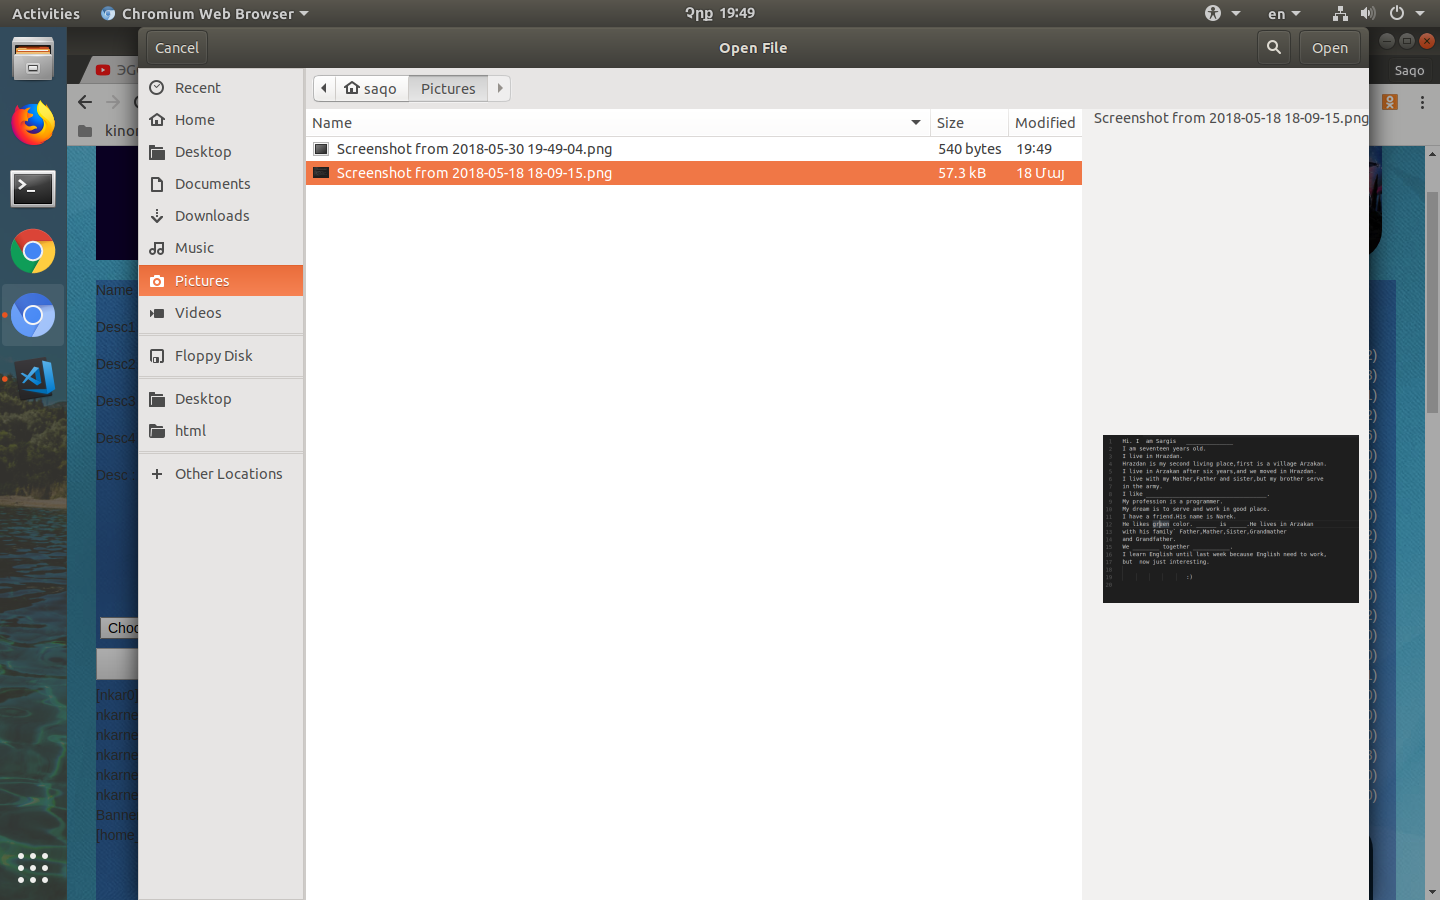 Activities
Chromium Web Browser
Չրք 19:49
en
Cancel
Open File
Open
Saqo
Recent
Home
Desktop
Documents
Downloads
Music
Pictures
Videos
Floppy Disk
Desktop
html
Other Locations
saqo
Pictures
Name
Size
Modified
Screenshot from 2018-05-30 19-49-04.png
540 bytes
19:49
Screenshot from 2018-05-18 18-09-15.png
57.3 kB
18 Մայ
Screenshot from 2018-05-18 18-09-15.png
Hi. I am Sargis ______________
I am seventeen years old.
I live in Hrazdan.
Hrazdan is my second living place,first is a village Arzakan.
I live in Arzakan after six years,and we moved in Hrazdan.
I live with my Mather,Father and sister,but my brother serve
in the army.
I like ____________________________________.
My profession is a programmer.
My dream is to serve and work in good place.
I have a friend.His name is Narek.
He likes green color. ______ is _____.He lives in Arzakan
with his family` Father,Mather,Sister,Grandmather
and Grandfather.
We ________ together ___________.
I learn English until last week because English need to work,
but now just interesting.
:)
Name
Desc1
Desc2
Desc3
Desc4
Desc :
Choo
[nkar0]
nkarne
nkarne
nkarne
nkarne
nkarne
Banne
[home